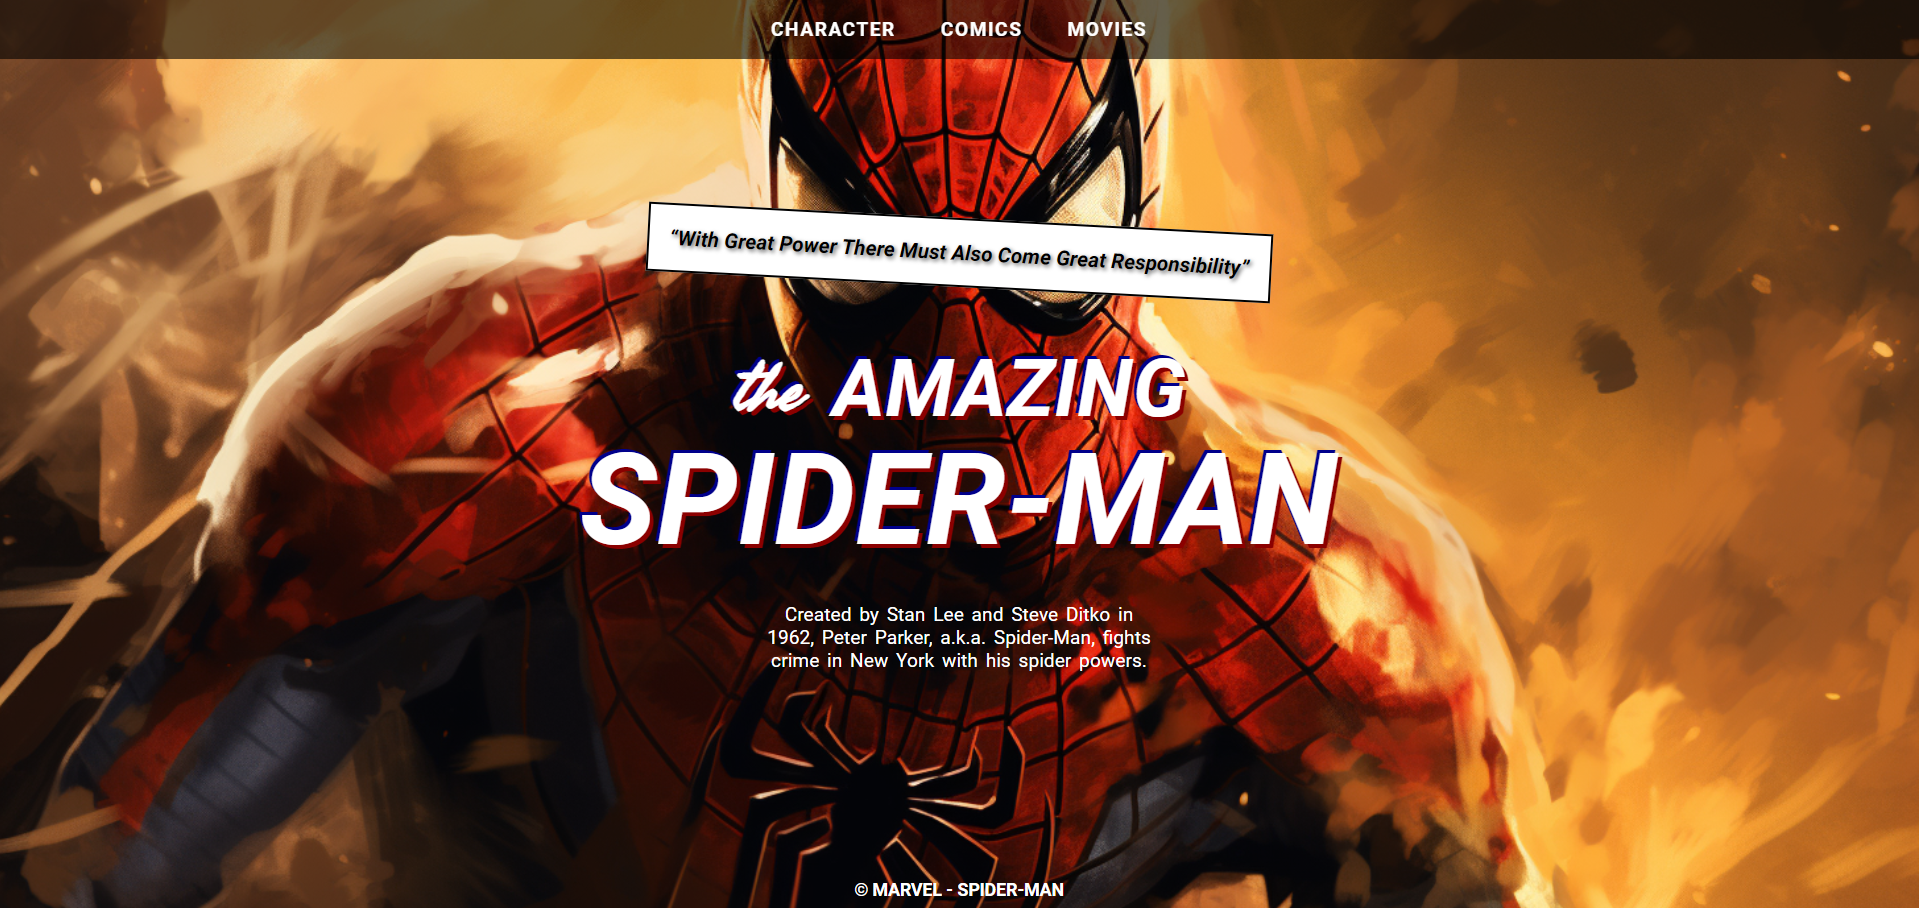 CHARACTER COMICS MOVIES
“With Great Power There Must Also Come Great Responsibility”
the AMAZING
SPIDER-MAN
Created by Stan Lee and Steve Ditko in
1962, Peter Parker, a.k.a. Spider-Man, fights
crime in New York with his spider powers.
© MARVEL - SPIDER-MAN